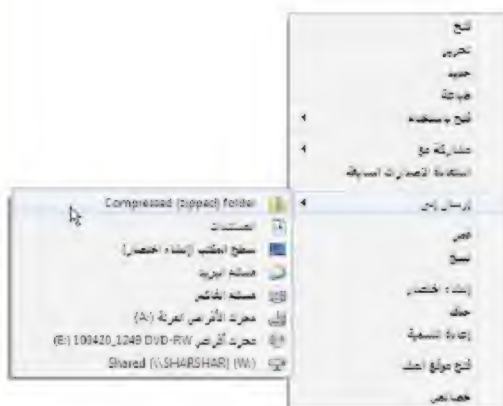 فتح
تحرير
جديد
طباعة
فتح باستخدام
مشاركة مع
استعادة الإصدارات السابقة
إرسال إلى
قص
نسخ
إنشاء اختصار
حذف
إعادة التسمية
فتح موقع الملف
خصائص
Compressed (zipped) folder
المستندات
سطح المكتب (إنشاء اختصار)
مستلم البريد
مستلم الفاكس
محرك الأقراص المرنة (A:)
محرك أقراص DVD-RW (E:) 100420_1249
Shared (\\SHARSHAR) (W:)